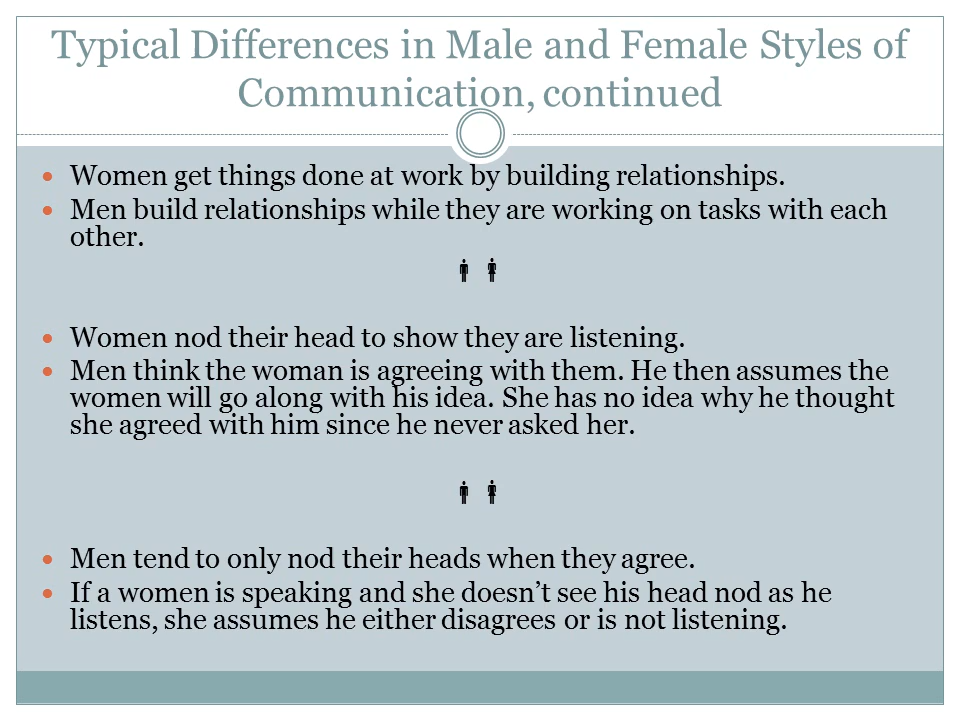 Typical Differences in Male and Female Styles of
Communication, continued
• Women get things done at work by building relationships.
• Men build relationships while they are working on tasks with each
other.
• Women nod their head to show they are listening.
• Men think the woman is agreeing with them. He then assumes the
women will go along with his idea. She has no idea why he thought
she agreed with him since he never asked her.
• Men tend to only nod their heads when they agree.
• If a women is speaking and she doesn’t see his head nod as he
listens, she assumes he either disagrees or is not listening.